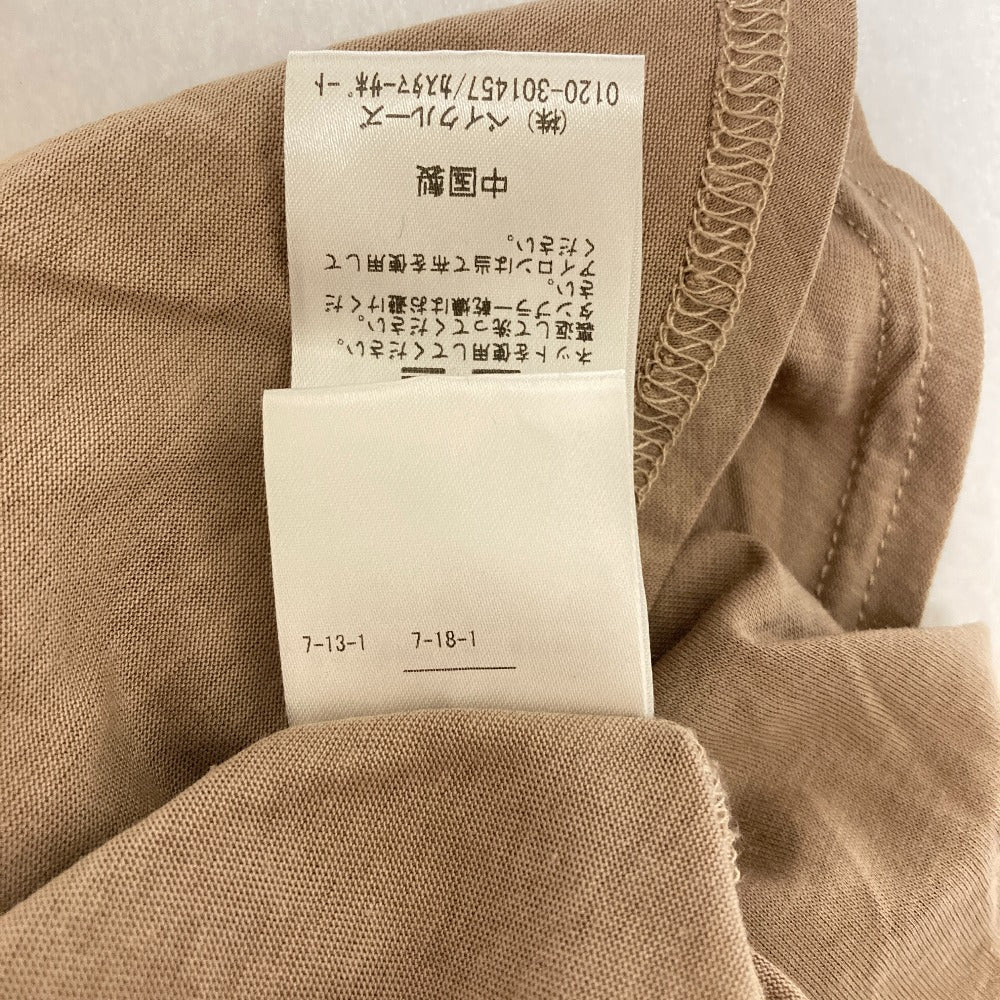 ネットを使用してください。
裏返して洗ってください。
タンブラー乾燥はお避けくだ
さい。
アイロンは当て布を使用して
ください。
中国製
(株) ベイクルーズ
0120-301457/カスタマーサポート
7-13-1 7-18-1